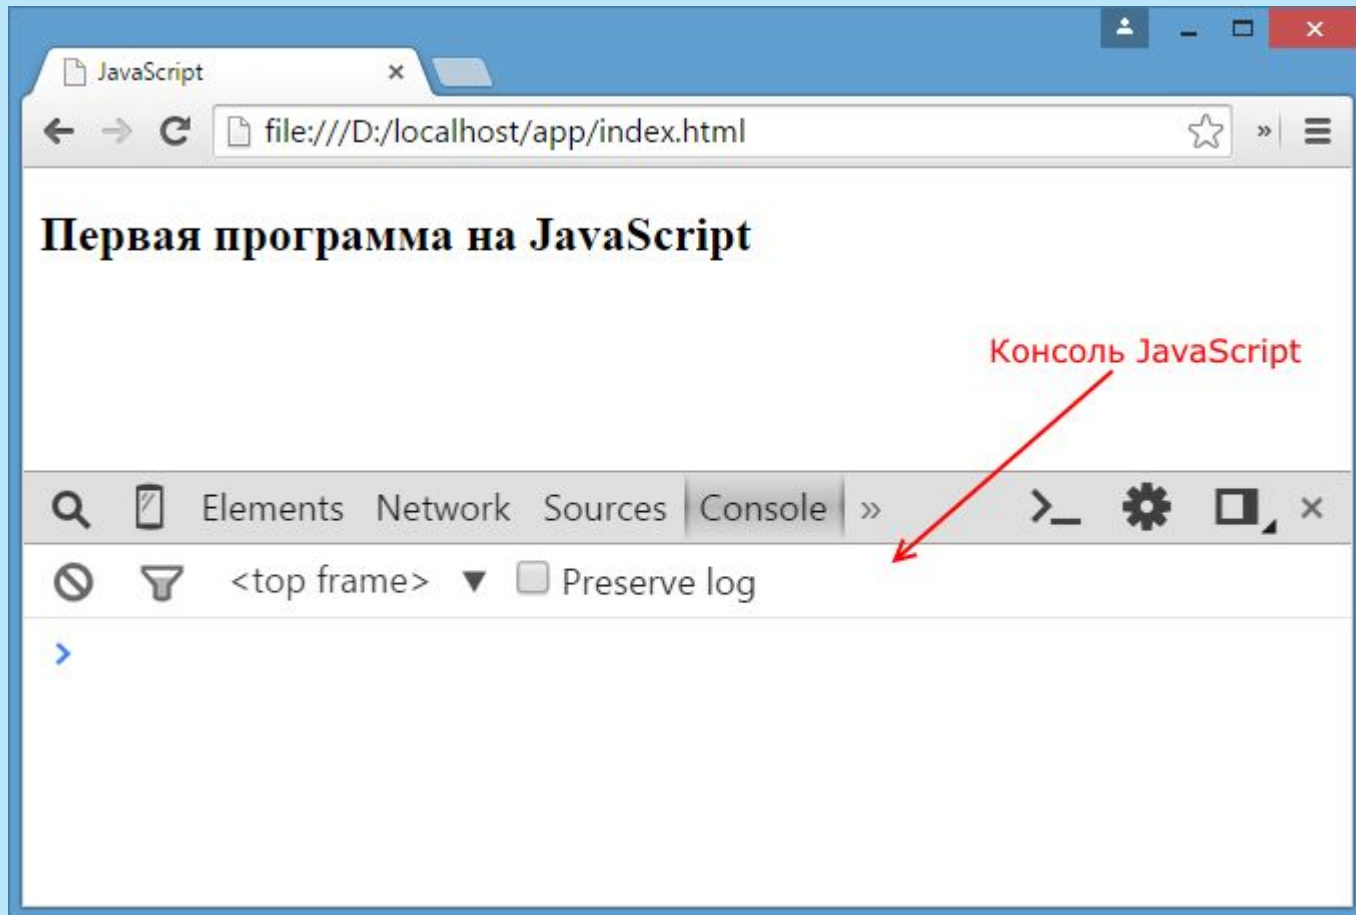 JavaScript
file:///D:/localhost/app/index.html
Первая программа на JavaScript
Консоль JavaScript
Elements Network Sources Console »
<top frame> ▼ Preserve log